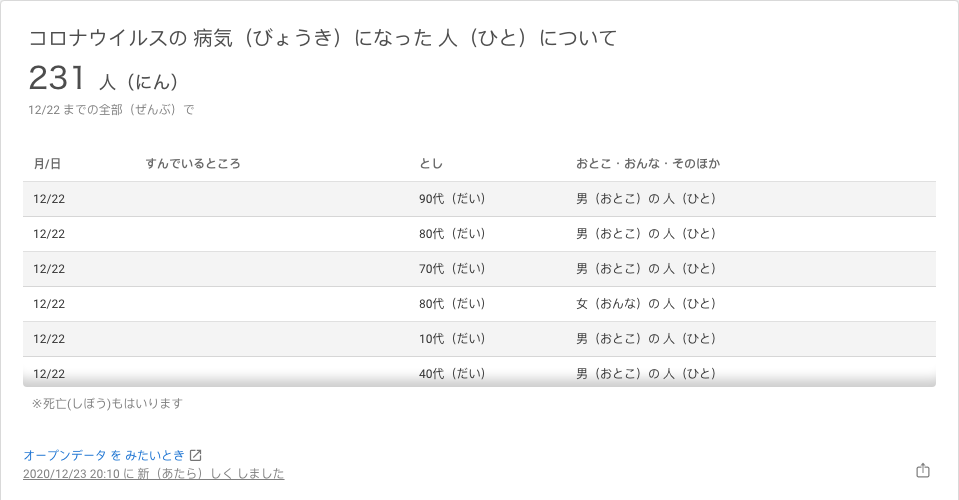 コロナウイルスの 病気（びょうき）になった 人（ひと）について
231 人（にん）
12/22 までの全部（ぜんぶ）で
月/日 すんでいるところ とし おとこ・おんな・そのほか
12/22 90代（だい） 男（おとこ）の 人（ひと）
12/22 80代（だい） 男（おとこ）の 人（ひと）
12/22 70代（だい） 男（おとこ）の 人（ひと）
12/22 80代（だい） 女（おんな）の 人（ひと）
12/22 10代（だい） 男（おとこ）の 人（ひと）
12/22 40代（だい） 男（おとこ）の 人（ひと）
※死亡(しぼう)もはいります
オープンデータ を みたいとき
2020/12/23 20:10 に 新（あたら）しく しました